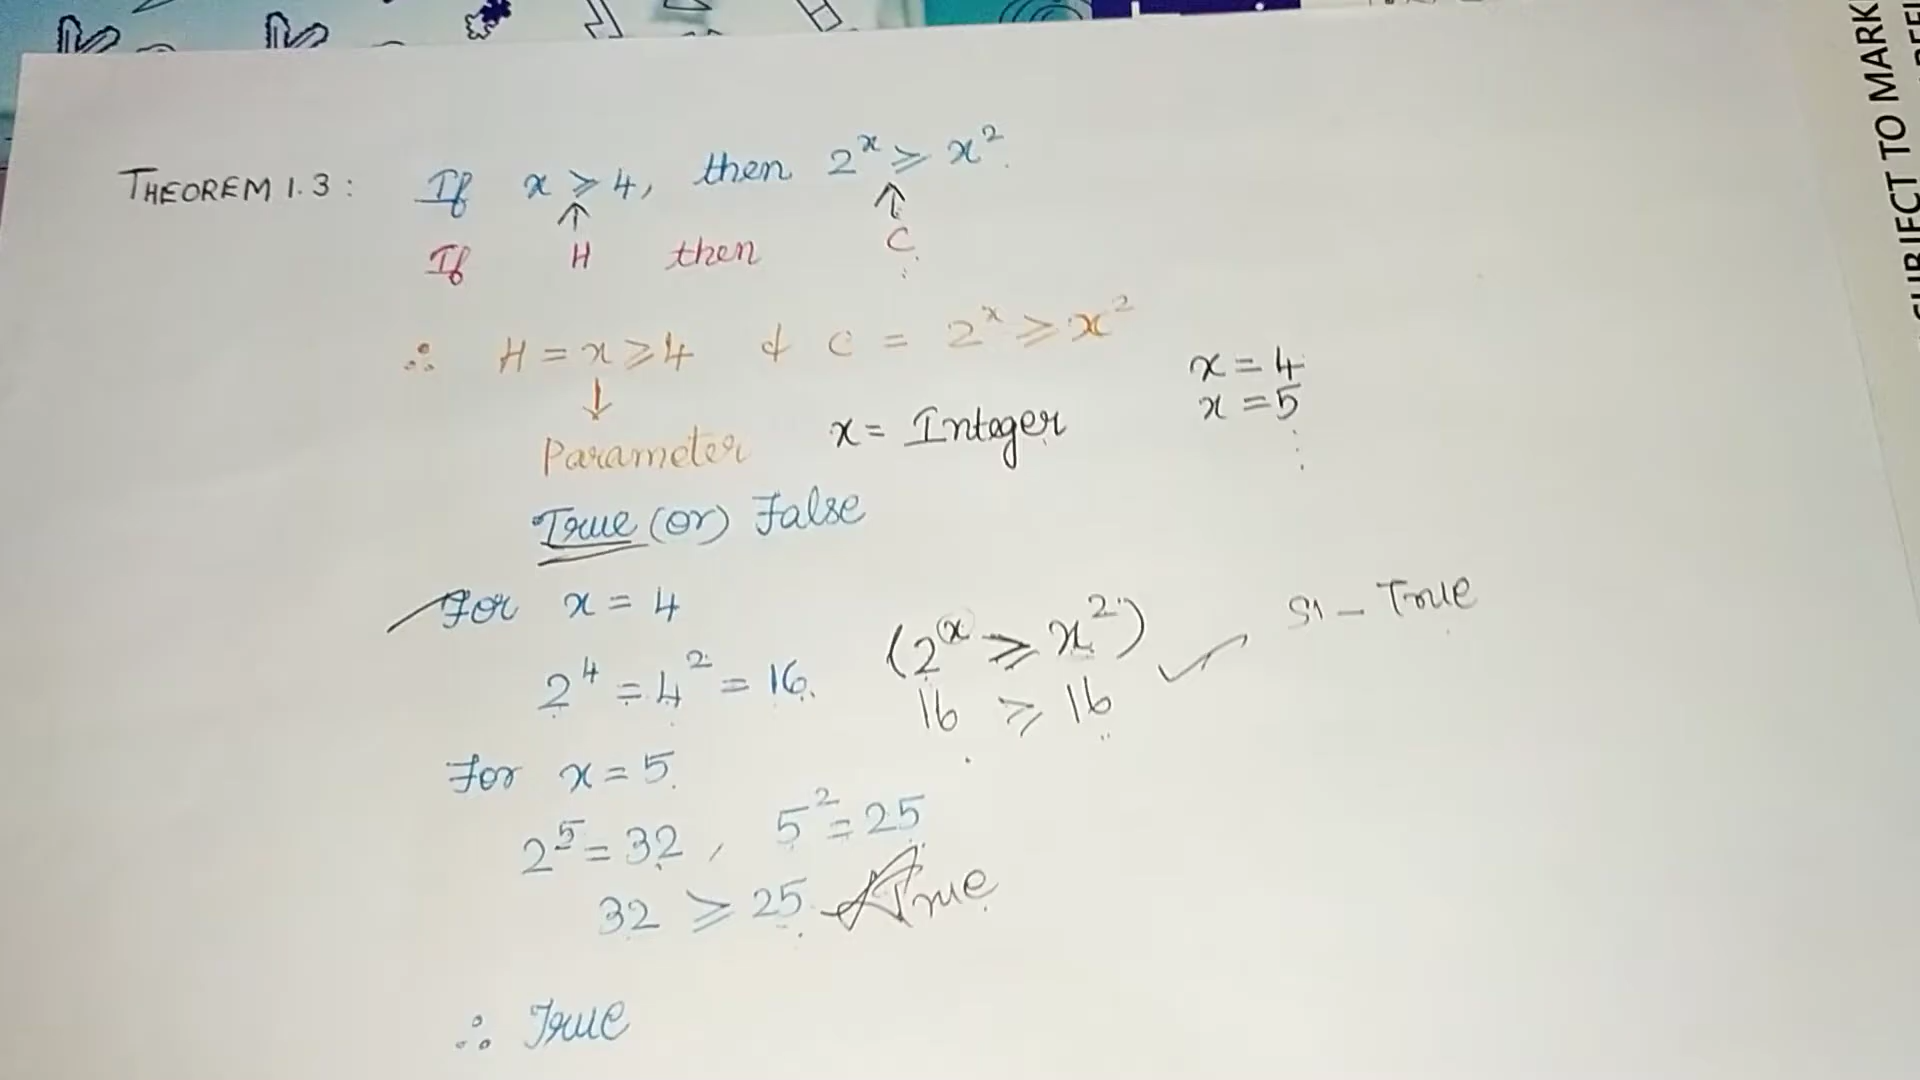 THEOREM 1.3 : If x ≥ 4, then 2^x ≥ x^2.
↑ ↑
If H then C
∴ H = x ≥ 4 & C = 2^x ≥ x^2
↓
x = 4
x = 5
Parameter x = Integer
True (or) False
For x = 4
(2^x ≥ x^2) S1 - True
2^4 = 4^2 = 16. 16 ≥ 16
For x = 5.
2^5 = 32, 5^2 = 25
32 ≥ 25. True
∴ True
SUBJECT TO MARK